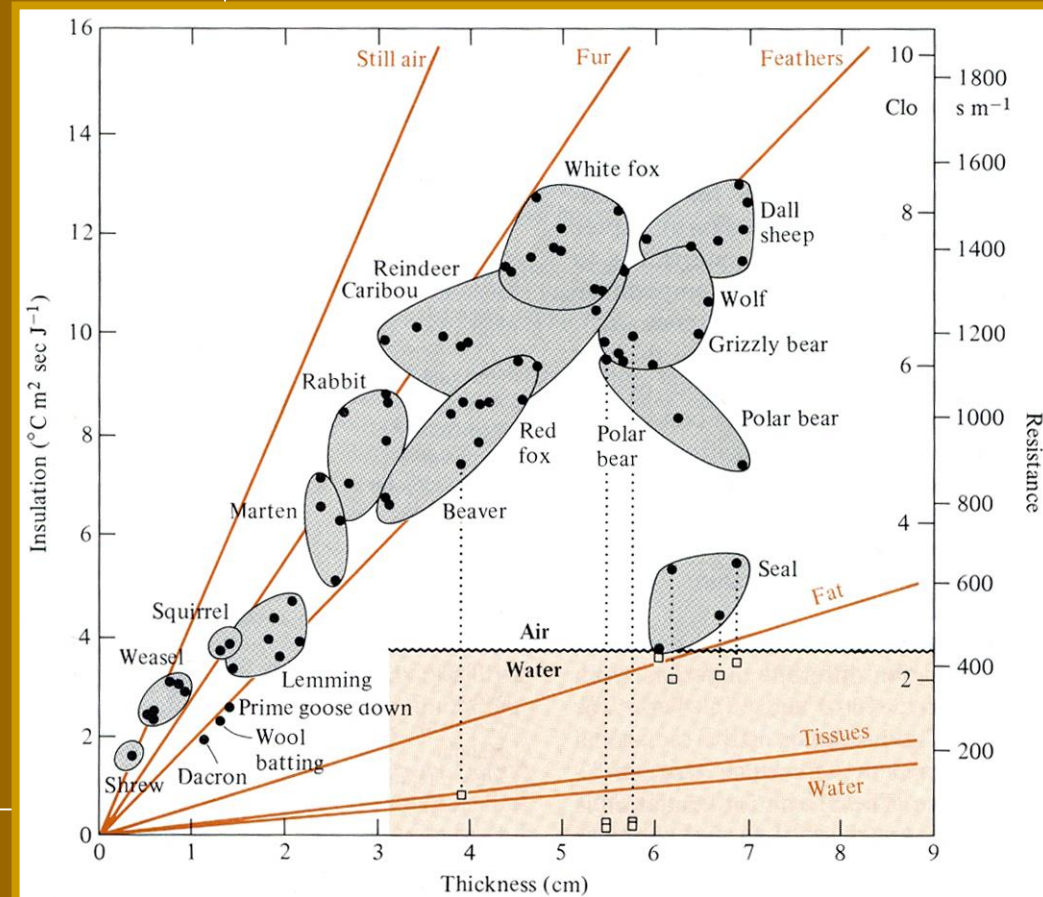 16
14
12
10
8
6
4
2
0
Insulation (°C m² sec J⁻¹)
Still air
Fur
Feathers
10
Clo
8
6
4
2
1800
s m⁻¹
1600
1400
1200
1000
800
600
400
200
Resistance
White fox
Dall
sheep
Reindeer
Caribou
Wolf
Grizzly bear
Rabbit
Polar bear
Polar
bear
Red
fox
Marten
Beaver
Seal
Squirrel
Fat
Air
Water
Weasel
Lemming
Prime goose down
Wool
batting
Dacron
Shrew
Tissues
Water
0 1 2 3 4 5 6 7 8 9
Thickness (cm)